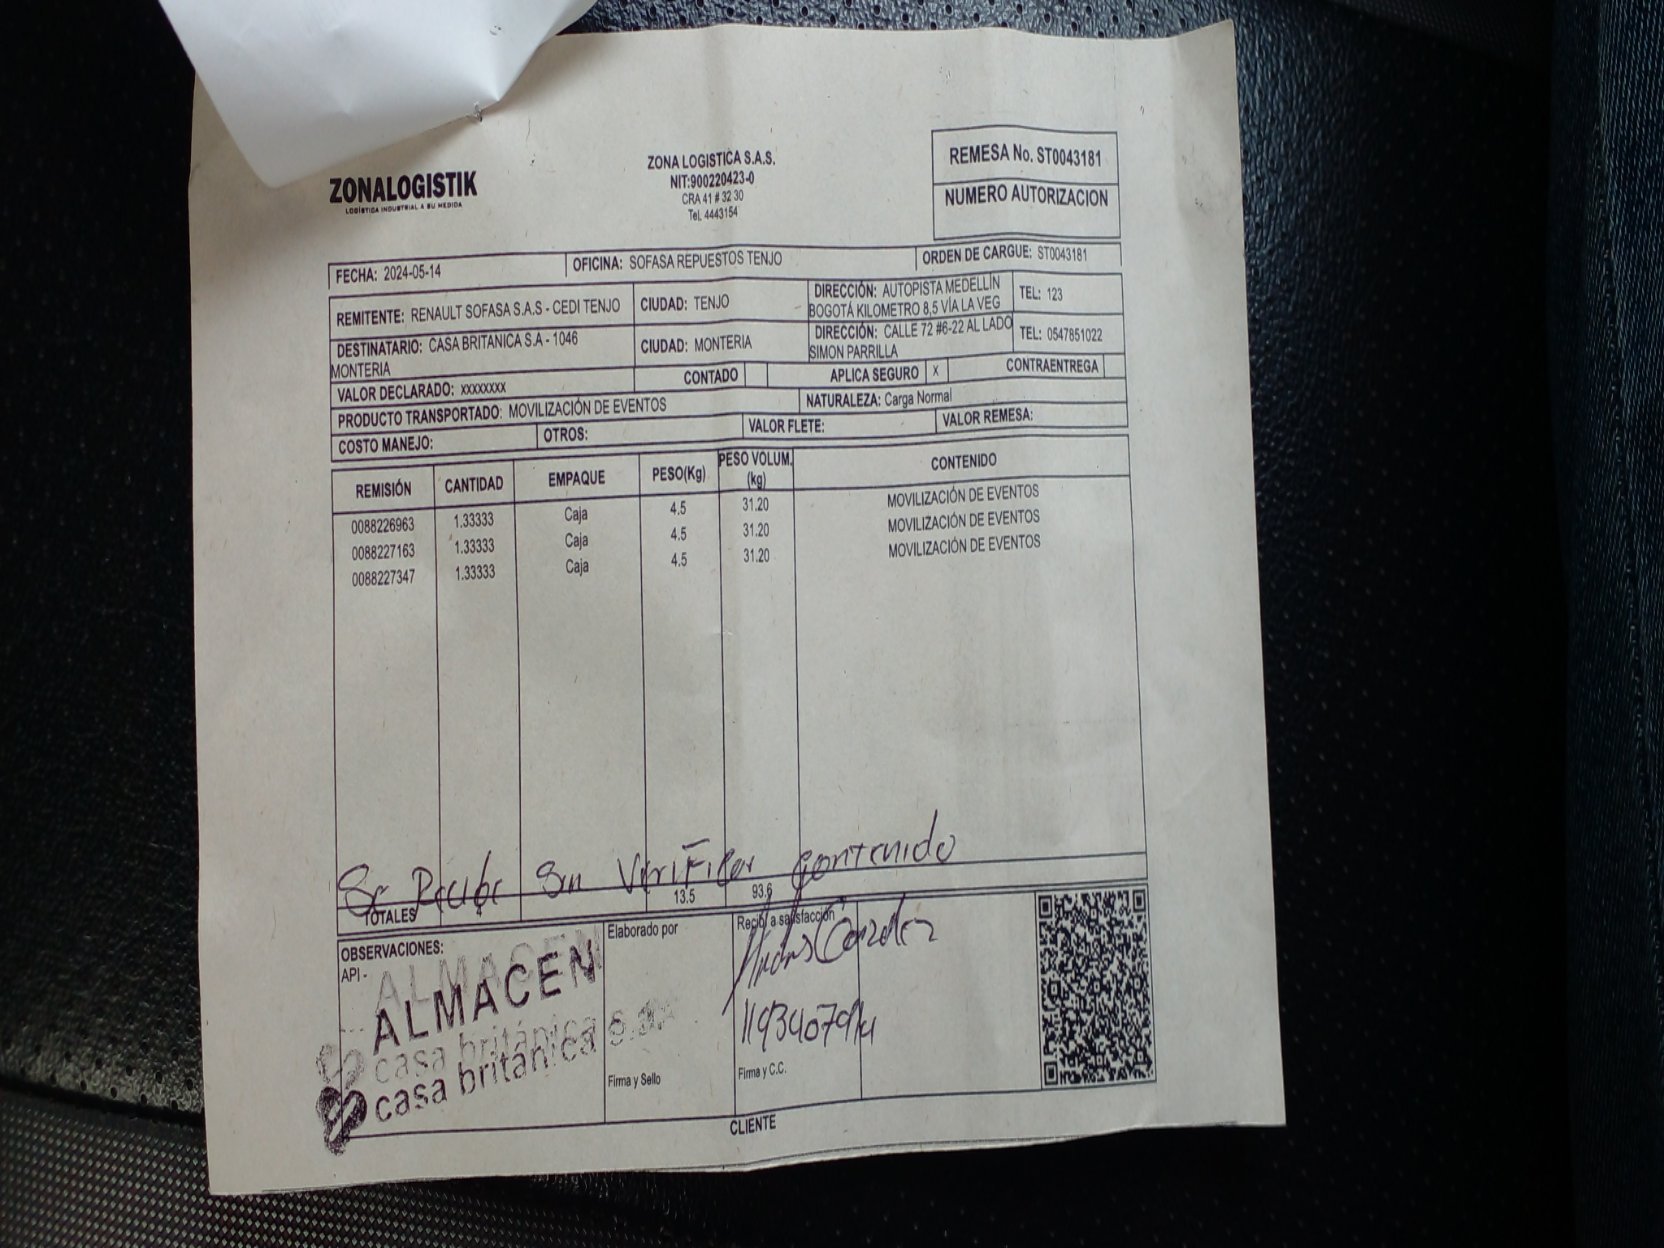 ZONALOGISTIK
LOGÍSTICA INDUSTRIAL A SU MEDIDA
ZONA LOGISTICA S.A.S.
NIT:900220423-0
CRA 41 # 32 30
Tel. 4443154
REMESA No. ST0043181
NUMERO AUTORIZACION
FECHA: 2024-05-14 OFICINA: SOFASA REPUESTOS TENJO ORDEN DE CARGUE: ST0043181
REMITENTE: RENAULT SOFASA S.A.S - CEDI TENJO CIUDAD: TENJO DIRECCIÓN: AUTOPISTA MEDELLÍN BOGOTÁ KILOMETRO 8,5 VÍA LA VEG TEL: 123
DESTINATARIO: CASA BRITANICA S.A - 1046 MONTERIA CIUDAD: MONTERIA DIRECCIÓN: CALLE 72 #6-22 AL LADO SIMON PARRILLA TEL: 0547851022
VALOR DECLARADO: xxxxxxxx CONTADO APLICA SEGURO X CONTRAENTREGA
PRODUCTO TRANSPORTADO: MOVILIZACIÓN DE EVENTOS NATURALEZA: Carga Normal
COSTO MANEJO: OTROS: VALOR FLETE: VALOR REMESA:
REMISIÓN CANTIDAD EMPAQUE PESO(Kg) PESO VOLUM. (kg) CONTENIDO
0088226963 1.33333 Caja 4.5 31.20 MOVILIZACIÓN DE EVENTOS
0088227163 1.33333 Caja 4.5 31.20 MOVILIZACIÓN DE EVENTOS
0088227347 1.33333 Caja 4.5 31.20 MOVILIZACIÓN DE EVENTOS
Se Recibe Sin Verificar contenido
TOTALES 4 13.5 93.6
OBSERVACIONES:
API -
ALMACEN
ALMACEN
casa británica s.a.
casa británica s.a.
Elaborado por
Firma y Sello
Recibí a satisfacción
Firma y C.C.
CLIENTE